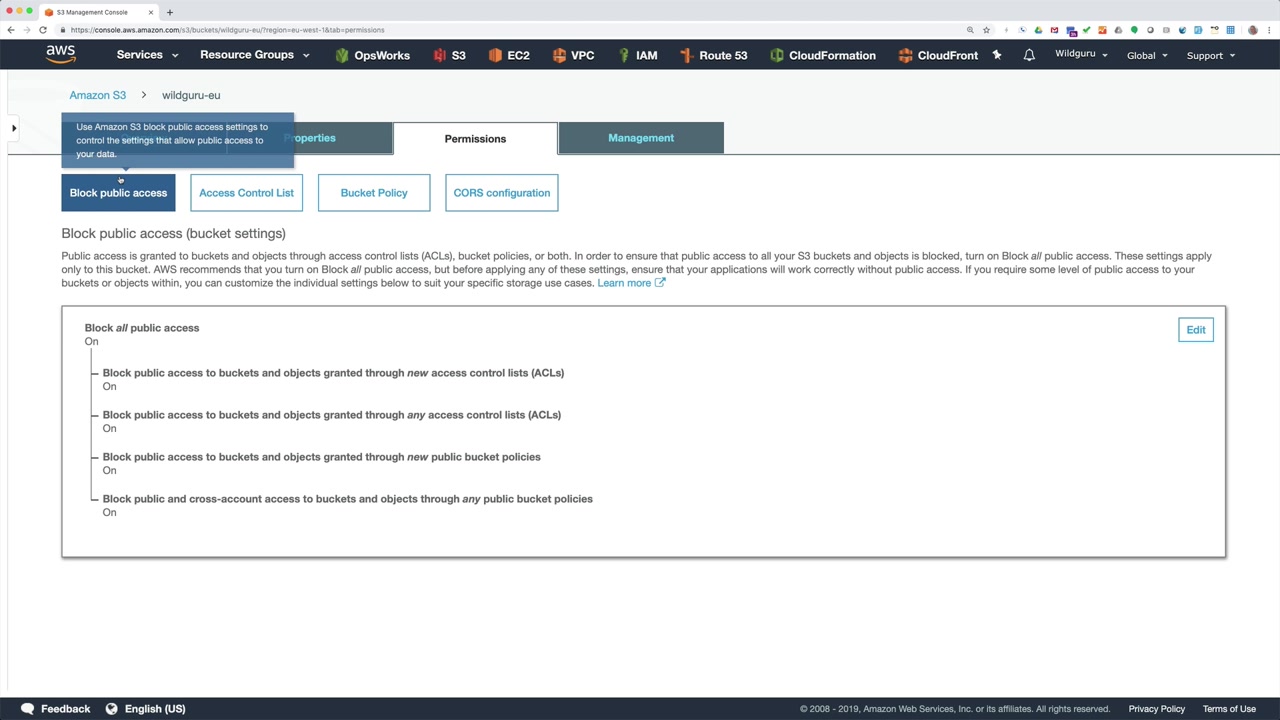 S3 Management Console
https://console.aws.amazon.com/s3/buckets/wildguru-eu/?region=eu-west-1&tab=permissions
aws Services Resource Groups OpsWorks S3 EC2 VPC IAM Route 53 CloudFormation CloudFront Wildguru Global Support
Amazon S3 > wildguru-eu
Use Amazon S3 block public access settings to
control the settings that allow public access to
your data.
Properties Permissions Management
Block public access Access Control List Bucket Policy CORS configuration
Block public access (bucket settings)
Public access is granted to buckets and objects through access control lists (ACLs), bucket policies, or both. In order to ensure that public access to all your S3 buckets and objects is blocked, turn on Block all public access. These settings apply
only to this bucket. AWS recommends that you turn on Block all public access, but before applying any of these settings, ensure that your applications will work correctly without public access. If you require some level of public access to your
buckets or objects within, you can customize the individual settings below to suit your specific storage use cases. Learn more
Block all public access
On
Edit
Block public access to buckets and objects granted through new access control lists (ACLs)
On
Block public access to buckets and objects granted through any access control lists (ACLs)
On
Block public access to buckets and objects granted through new public bucket policies
On
Block public and cross-account access to buckets and objects through any public bucket policies
On
Feedback English (US) © 2008 - 2019, Amazon Web Services, Inc. or its affiliates. All rights reserved. Privacy Policy Terms of Use